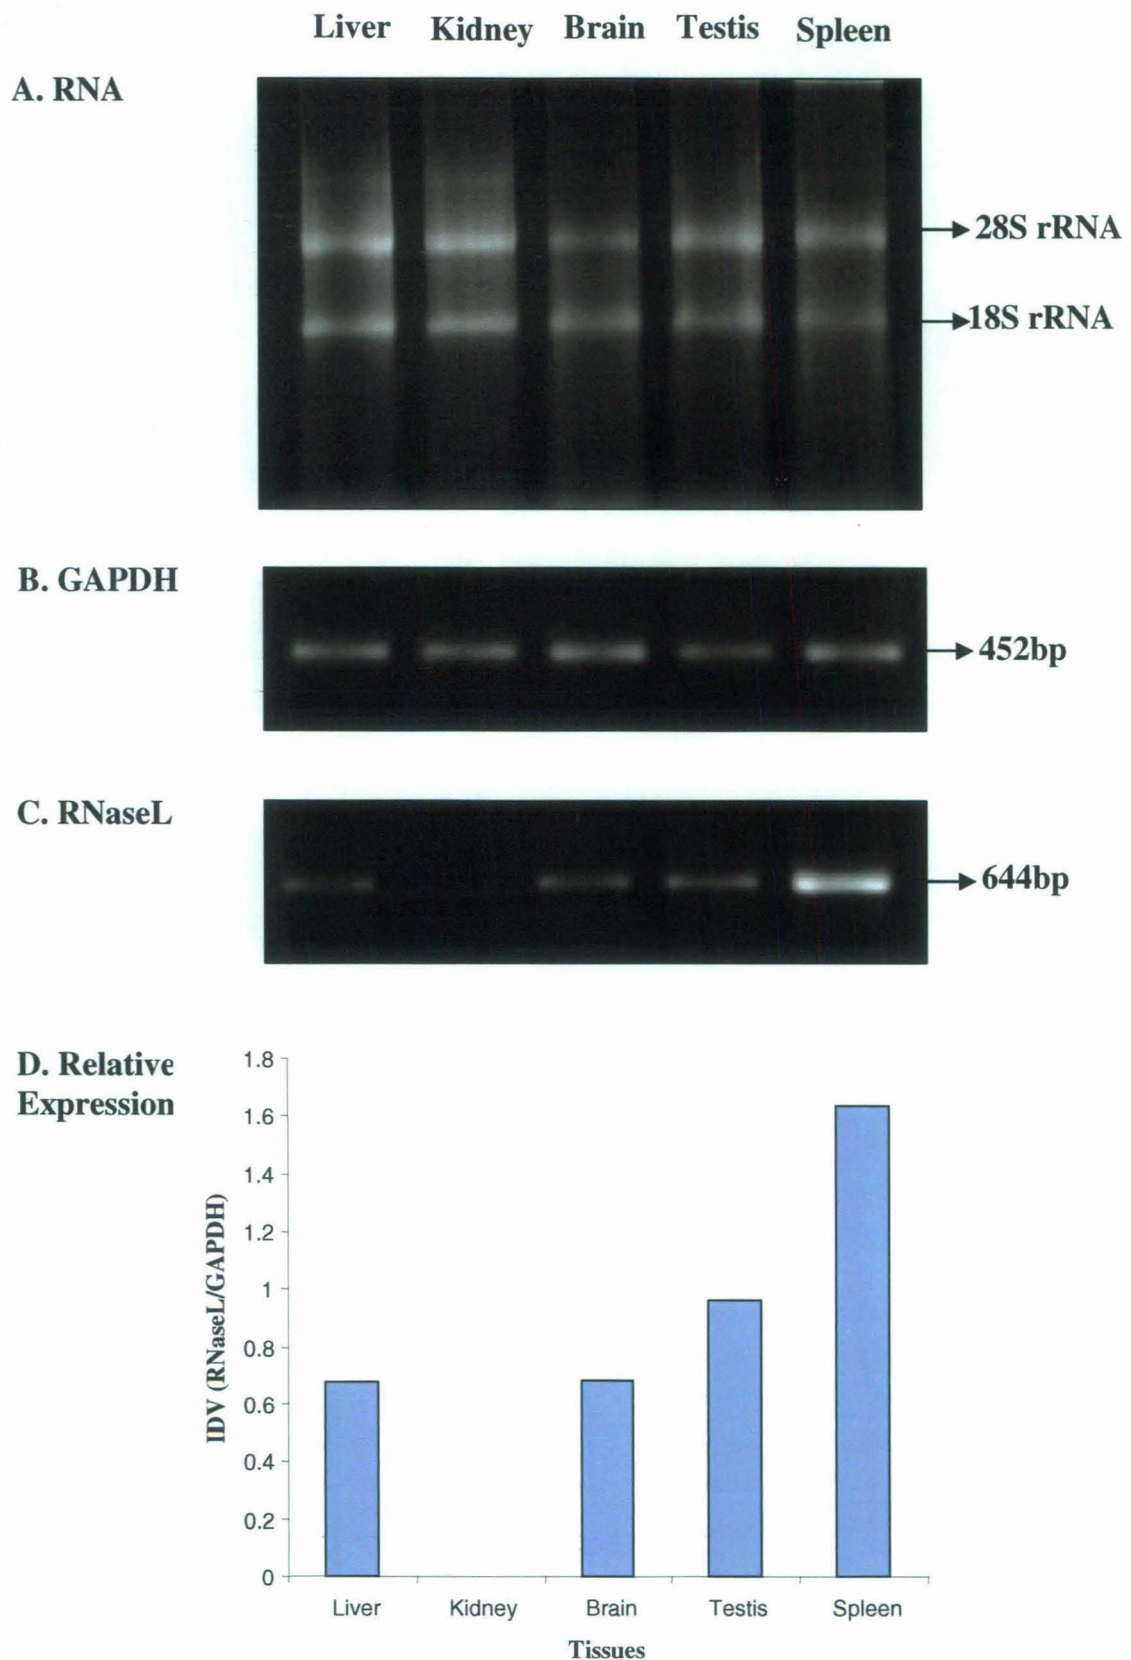 Liver Kidney Brain Testis Spleen
A. RNA
28S rRNA
18S rRNA
B. GAPDH
452bp
C. RNaseL
644bp
D. Relative
Expression
IDV (RNaseL/GAPDH)
1.8
1.6
1.4
1.2
1
0.8
0.6
0.4
0.2
0
Liver Kidney Brain Testis Spleen
Tissues